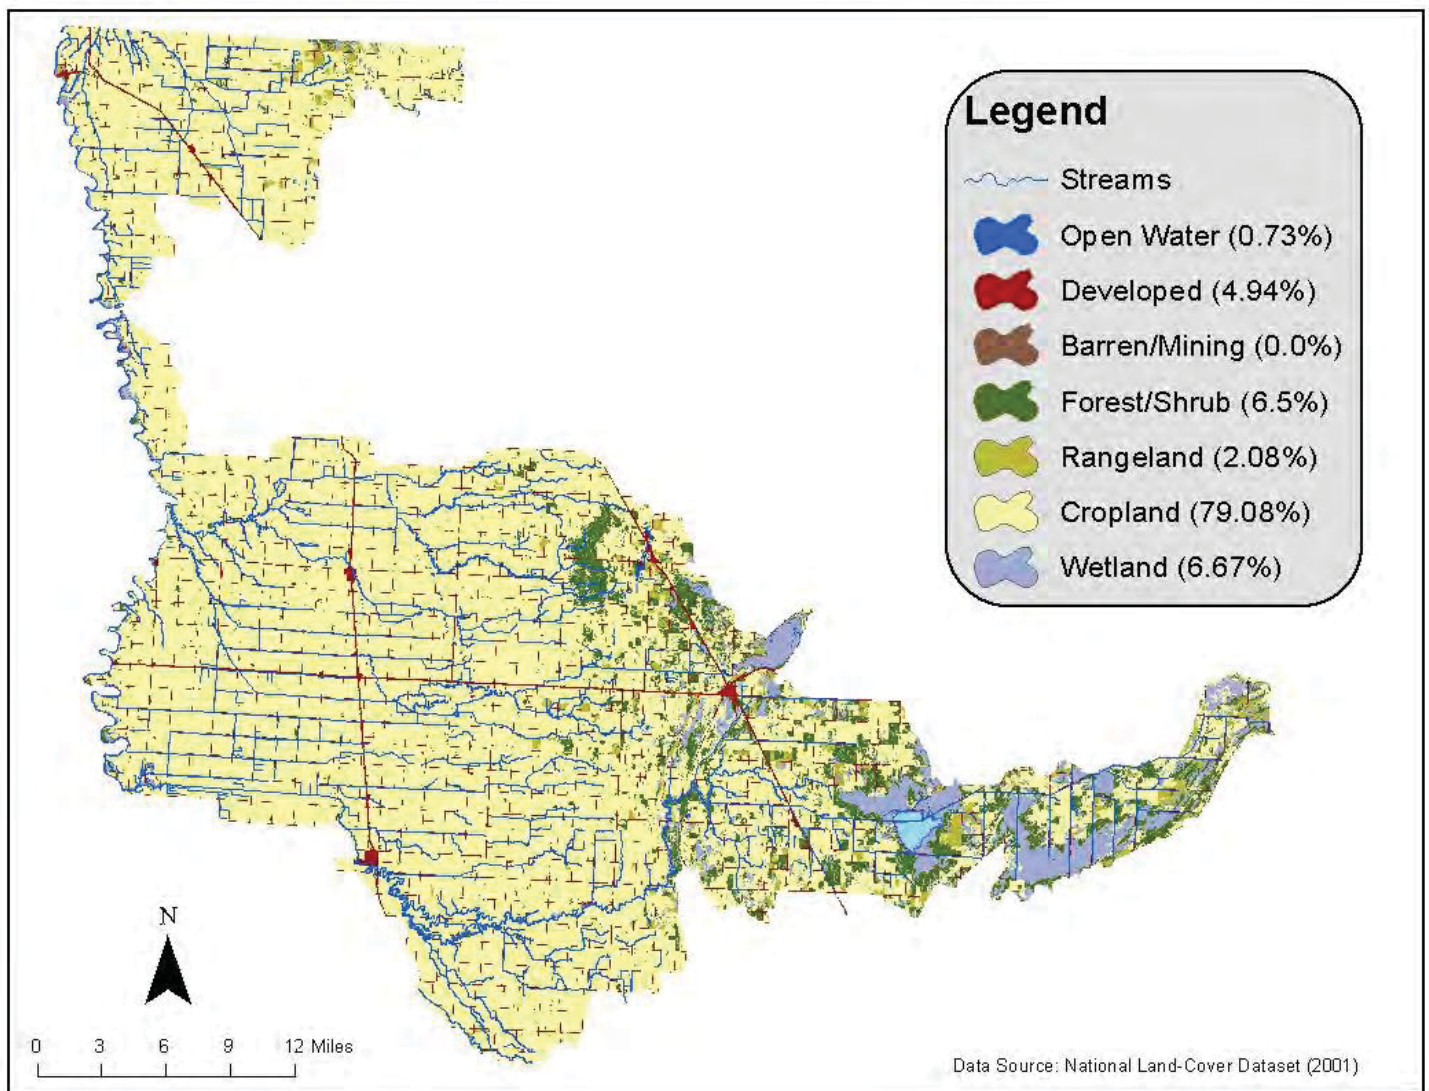 Legend
Streams
Open Water (0.73%)
Developed (4.94%)
Barren/Mining (0.0%)
Forest/Shrub (6.5%)
Rangeland (2.08%)
Cropland (79.08%)
Wetland (6.67%)
N
0 3 6 9 12 Miles
Data Source: National Land-Cover Dataset (2001)